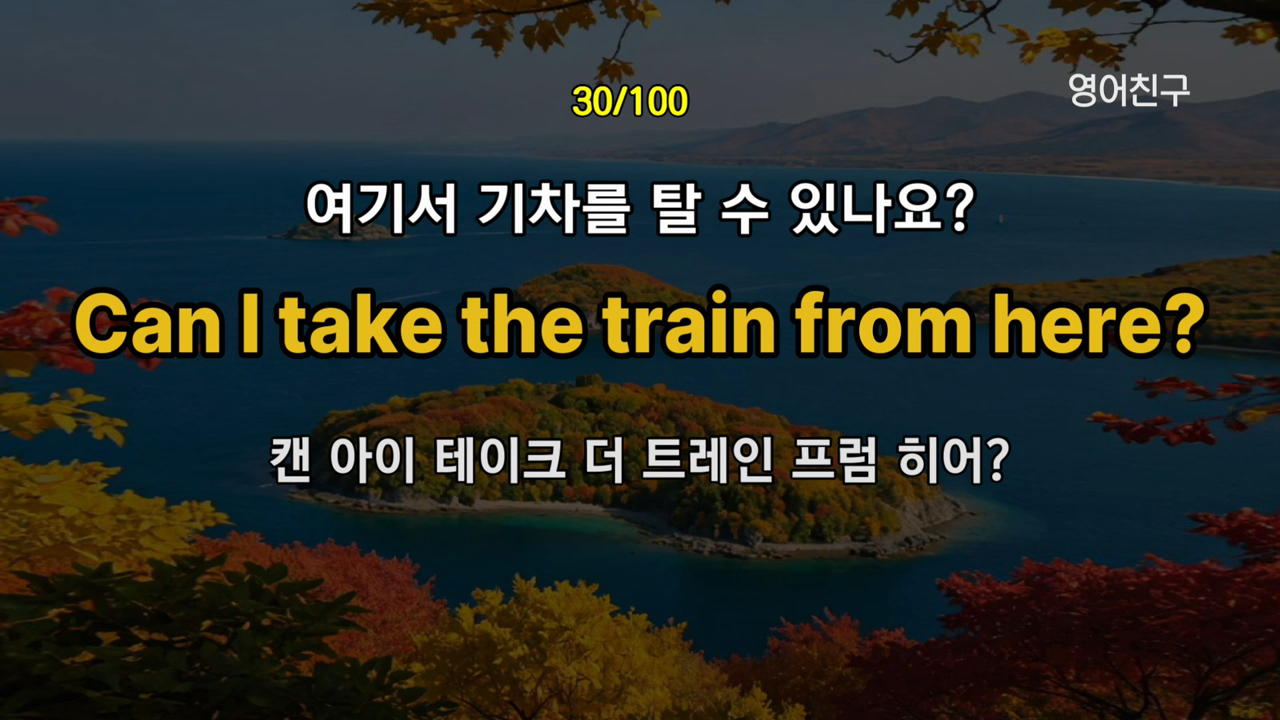 30/100
영어친구
여기서 기차를 탈 수 있나요?
Can I take the train from here?
캔 아이 테이크 더 트레인 프럼 히어?